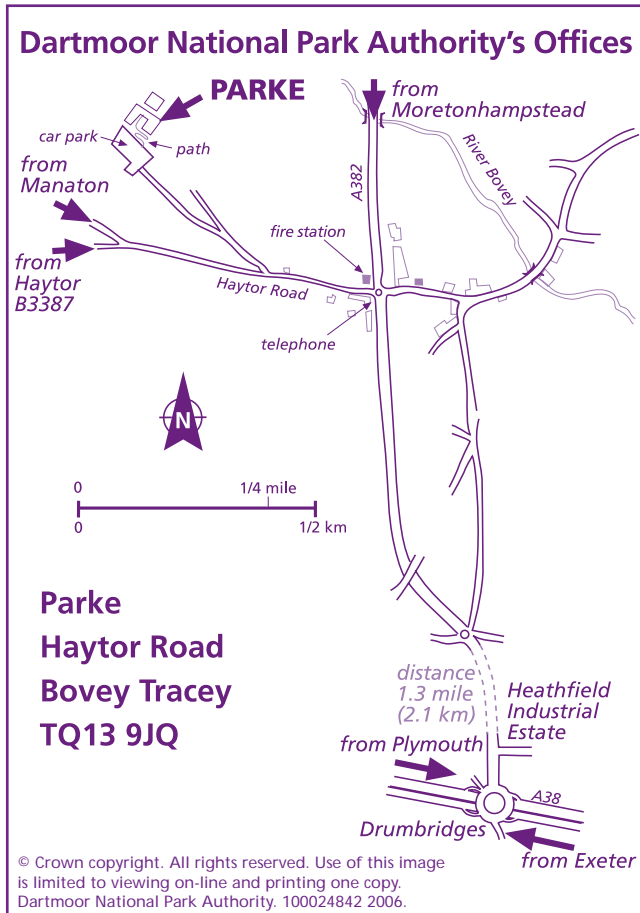 Dartmoor National Park Authority's Offices
PARKE
from
Moretonhampstead
car park
path
from
Manaton
A382
River Bovey
fire station
from
Haytor
B3387
Haytor Road
telephone
N
0
1/4 mile
0
1/2 km
Parke
Haytor Road
Bovey Tracey
TQ13 9JQ
distance
1.3 mile
(2.1 km)
Heathfield
Industrial
Estate
from Plymouth
A38
Drumbridges
from Exeter
© Crown copyright. All rights reserved. Use of this image
is limited to viewing on-line and printing one copy.
Dartmoor National Park Authority. 100024842 2006.